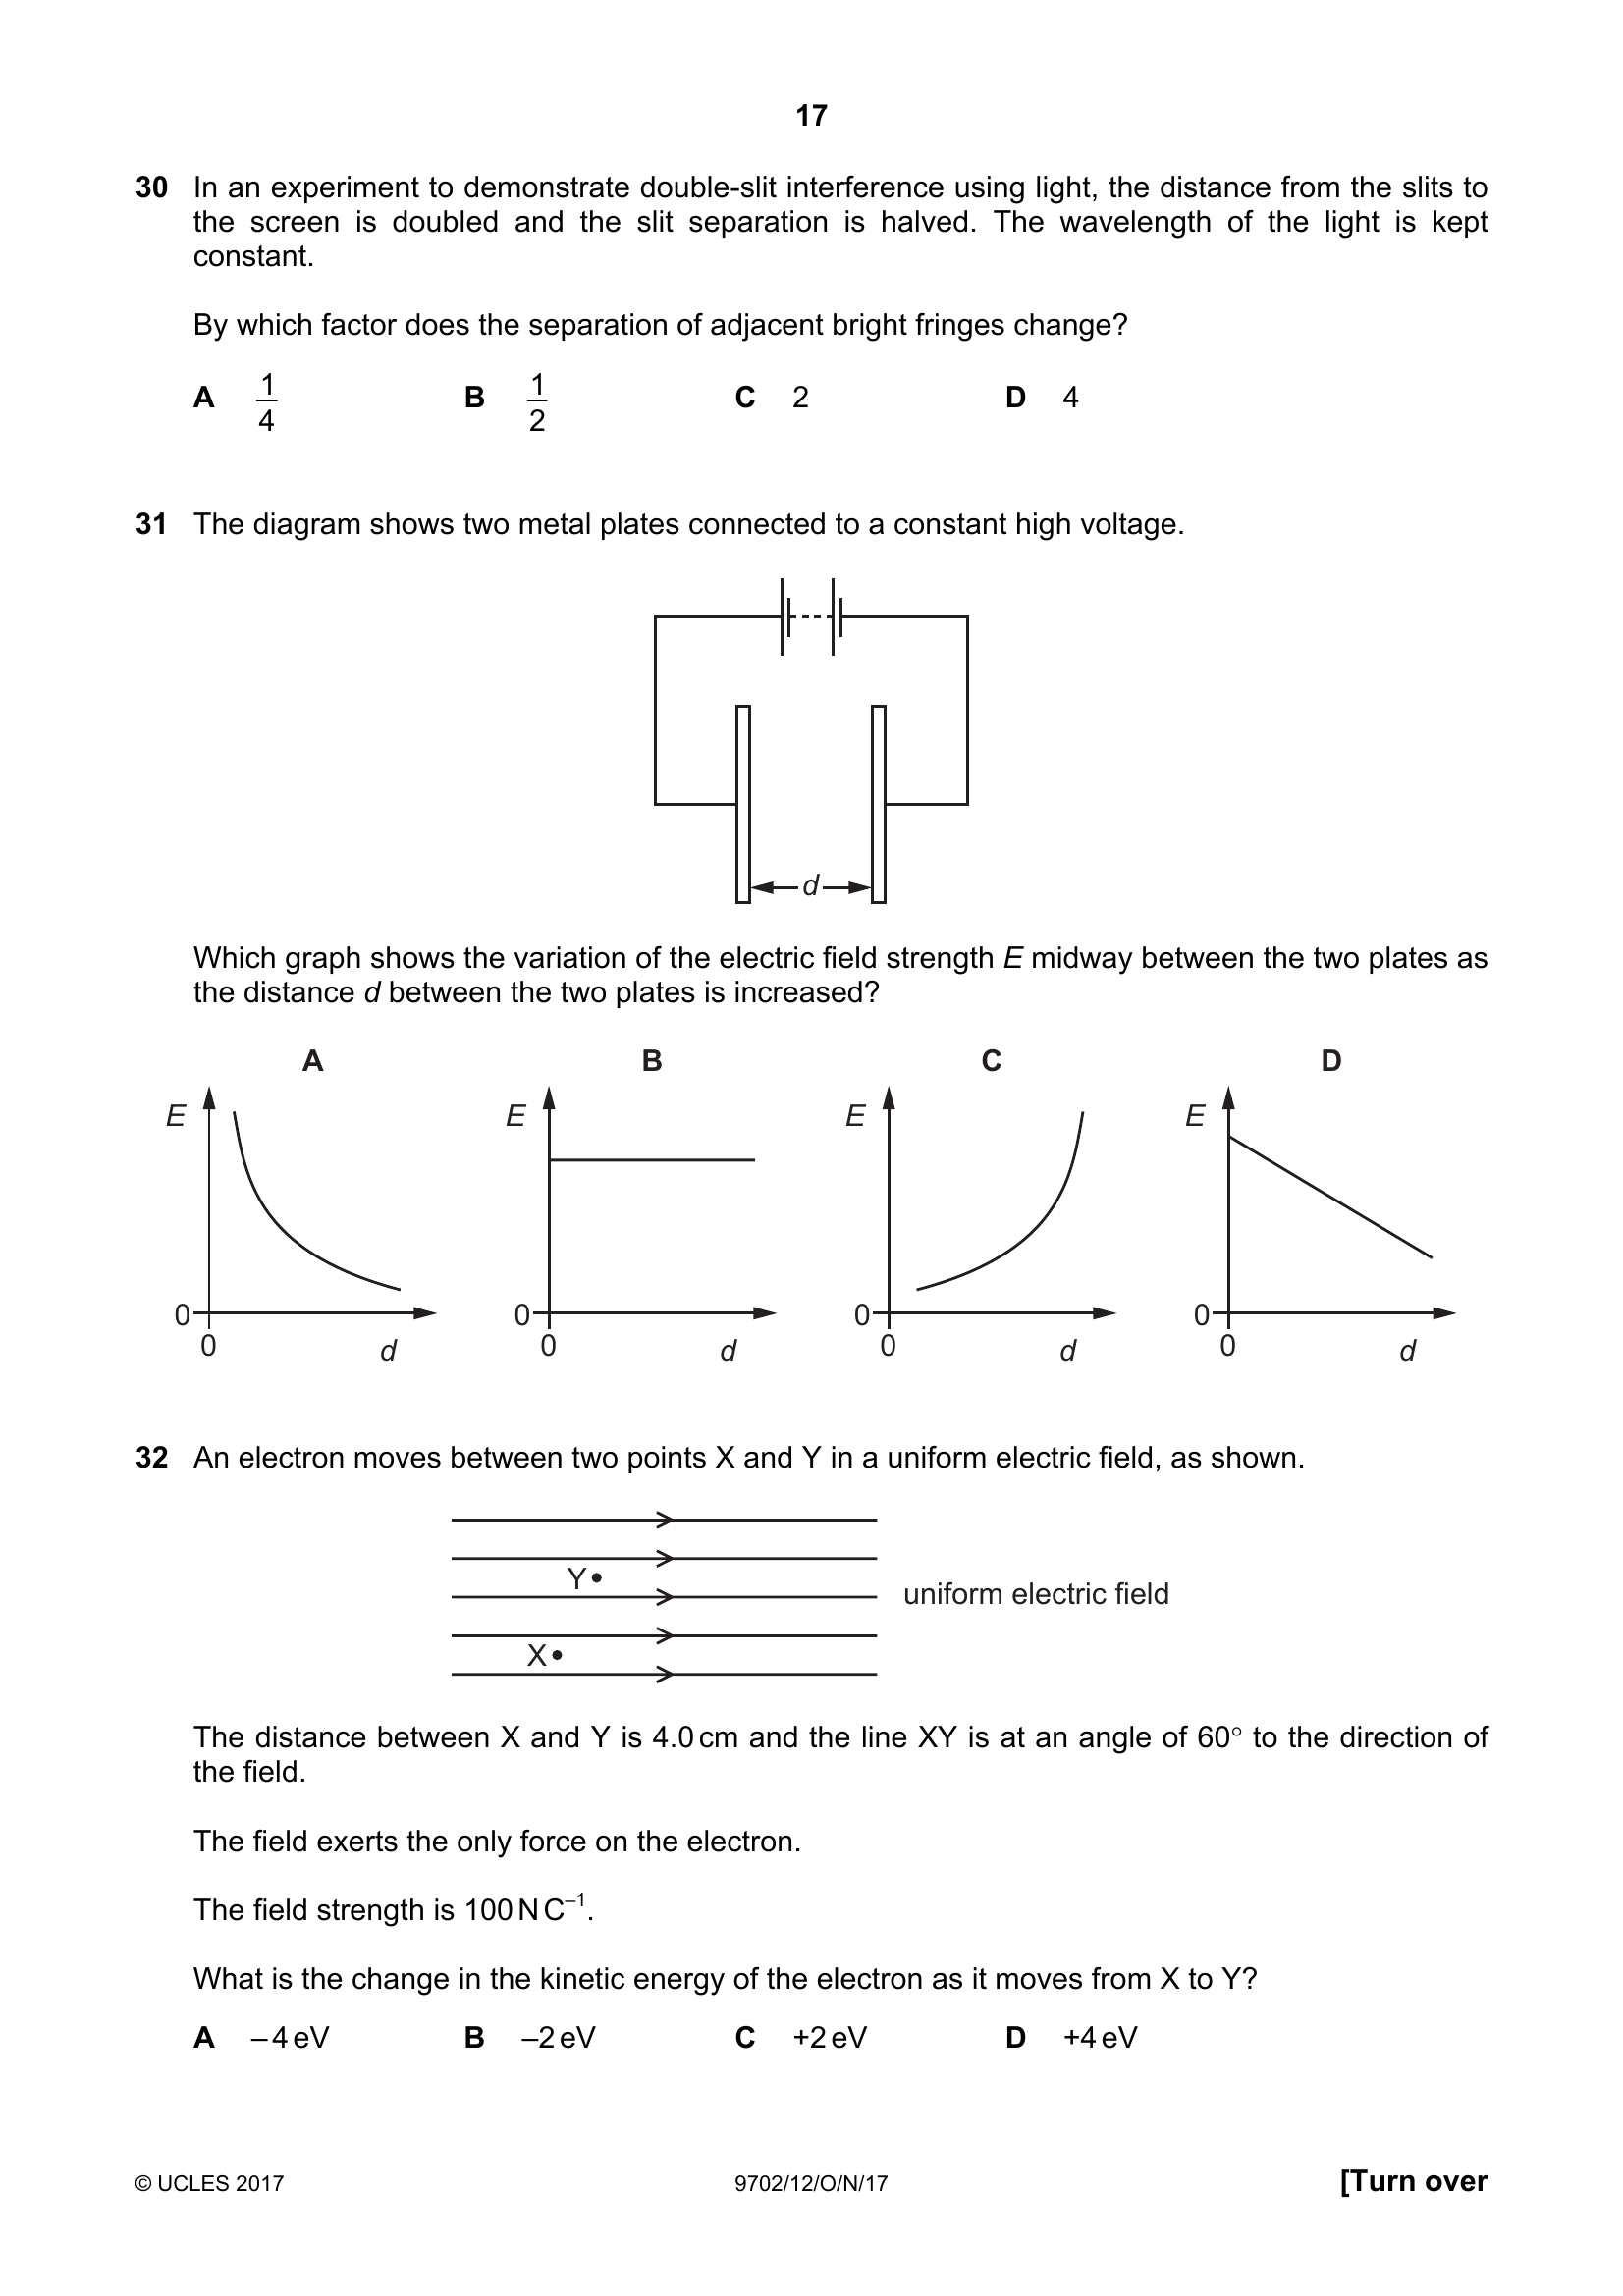 17
30 In an experiment to demonstrate double-slit interference using light, the distance from the slits to
the screen is doubled and the slit separation is halved. The wavelength of the light is kept
constant.
By which factor does the separation of adjacent bright fringes change?
A 1/4 B 1/2 C 2 D 4
31 The diagram shows two metal plates connected to a constant high voltage.
d
Which graph shows the variation of the electric field strength E midway between the two plates as
the distance d between the two plates is increased?
A B C D
E E E E
0 0 0 0
0 d 0 d 0 d 0 d
32 An electron moves between two points X and Y in a uniform electric field, as shown.
Y
uniform electric field
X
The distance between X and Y is 4.0 cm and the line XY is at an angle of 60° to the direction of
the field.
The field exerts the only force on the electron.
The field strength is 100 N C⁻¹.
What is the change in the kinetic energy of the electron as it moves from X to Y?
A –4 eV B –2 eV C +2 eV D +4 eV
© UCLES 2017 9702/12/O/N/17 [Turn over